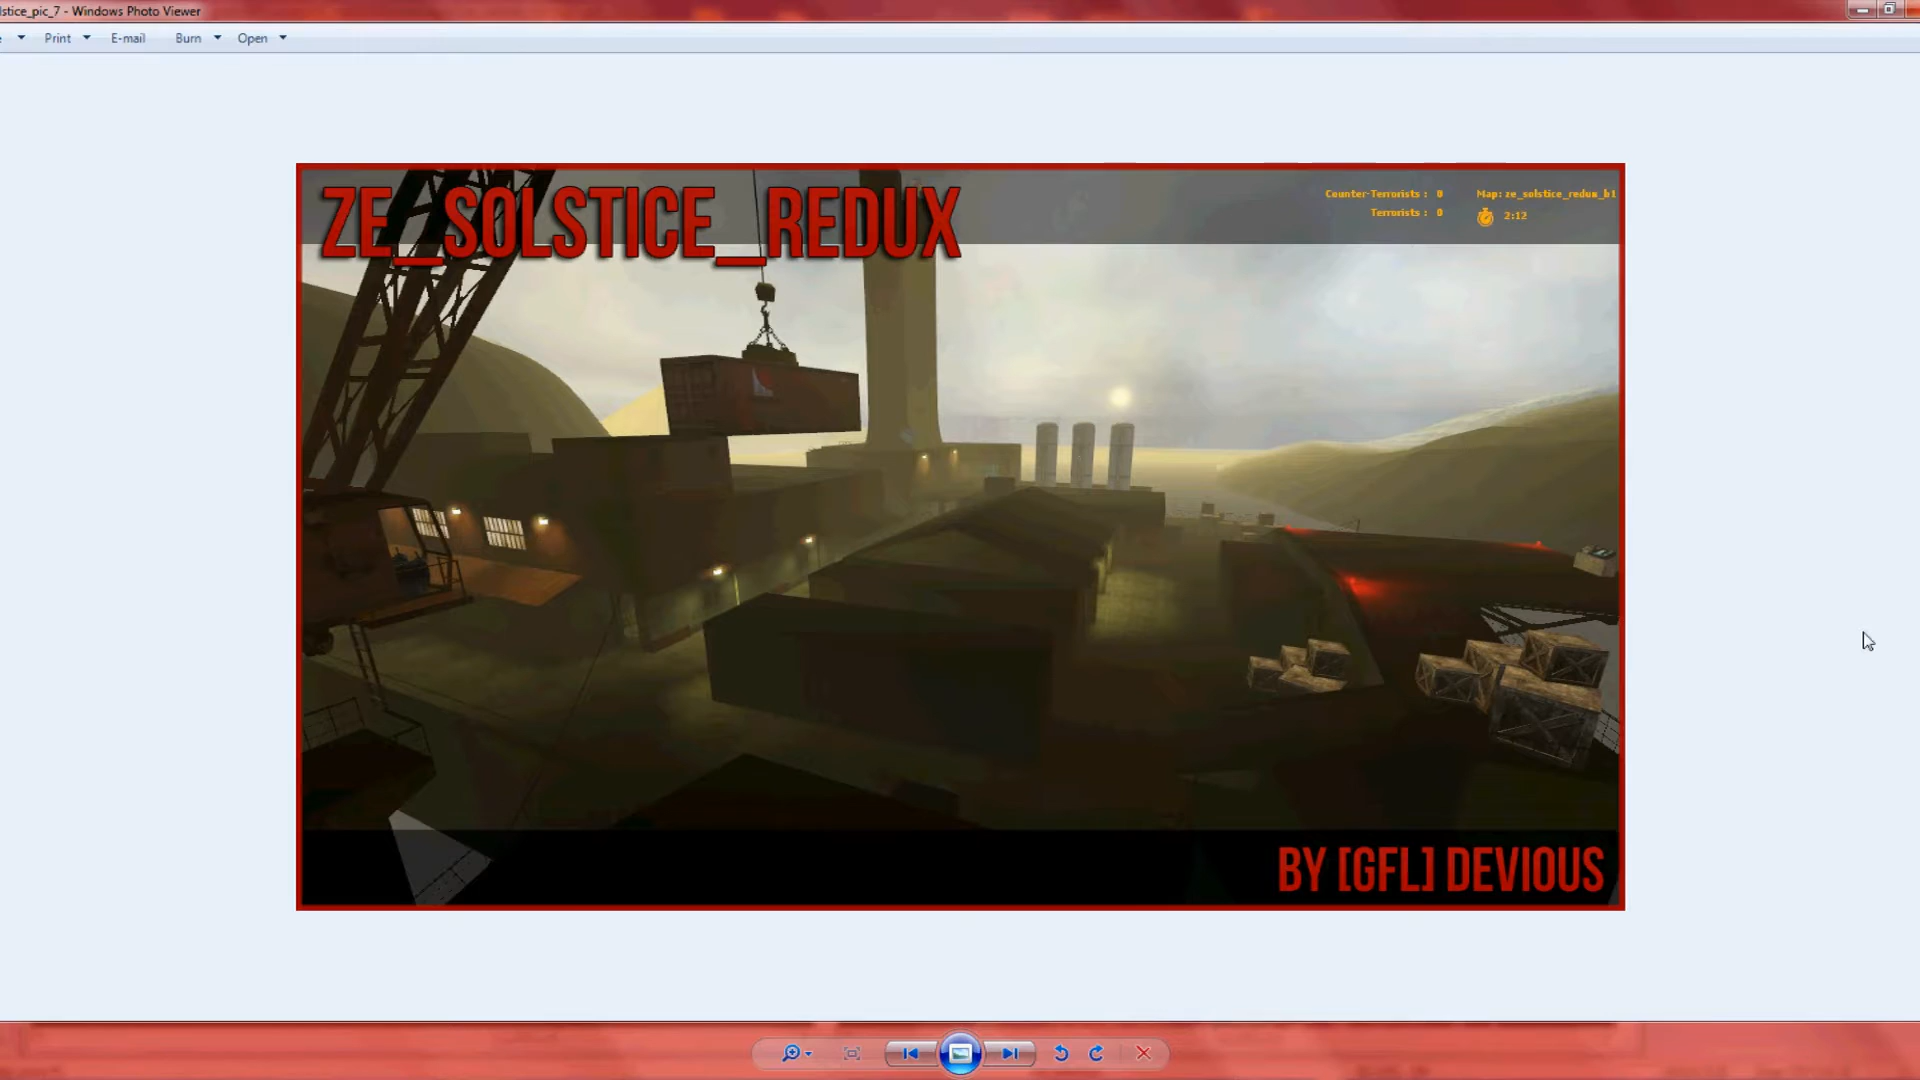 lstice_pic_7 - Windows Photo Viewer
Print E-mail Burn Open
ZE_SOLSTICE_REDUX
Counter-Terrorists : 0 Map: ze_solstice_redux_b1
Terrorists : 0 2:12
BY [GFL] DEVIOUS